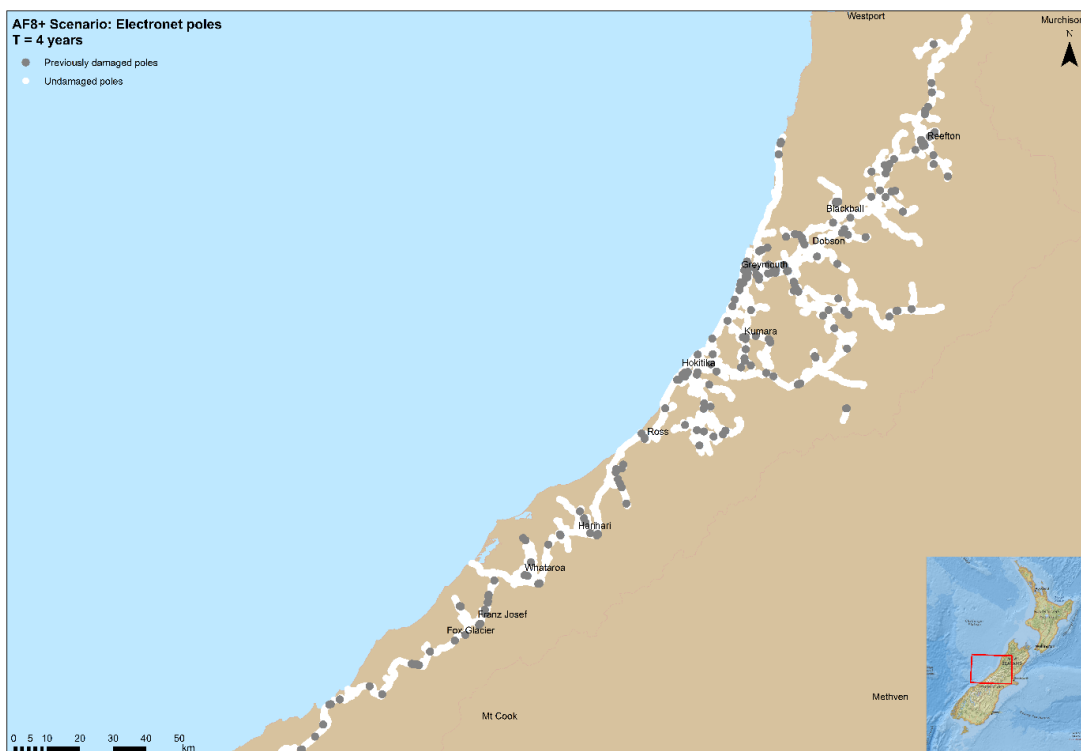 AF8+ Scenario: Electronet poles
T = 4 years
Previously damaged poles
Undamaged poles
Westport
Murchison
N
Reefton
Blackball
Dobson
Greymouth
Kumara
Hokitika
Ross
Harihari
Whataroa
Franz Josef
Fox Glacier
Methven
Mt Cook
0 5 10 20 30 40 50
km